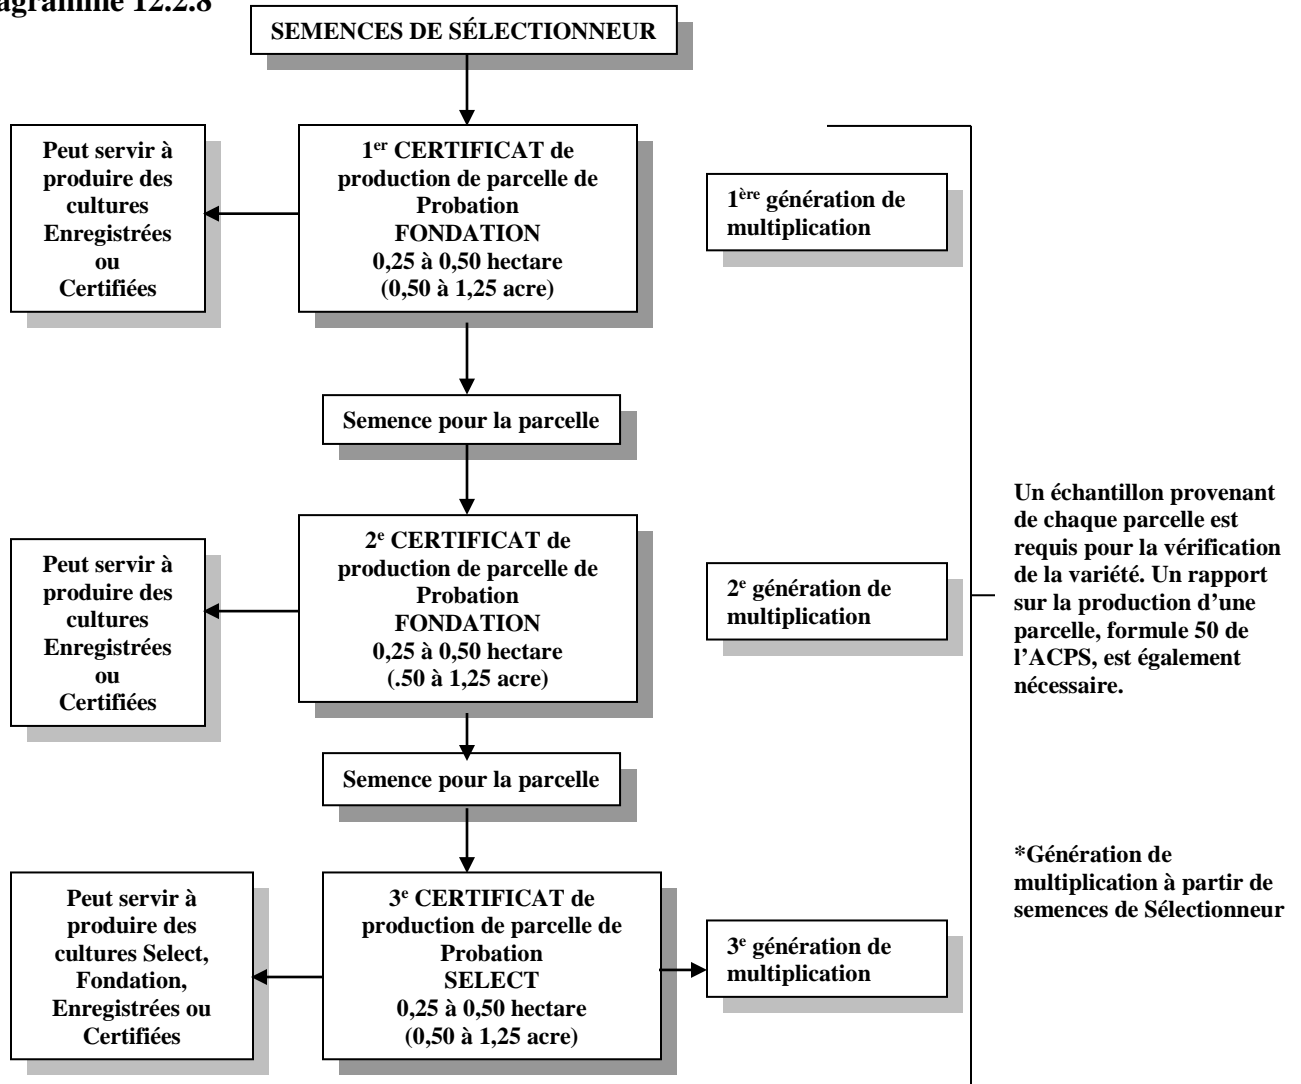 agramme 12.2.8
SEMENCES DE SÉLECTIONNEUR
Peut servir à
produire des
cultures
Enregistrées
ou
Certifiées
1er CERTIFICAT de
production de parcelle de
Probation
FONDATION
0,25 à 0,50 hectare
(0,50 à 1,25 acre)
1ère génération de
multiplication
Semence pour la parcelle
Peut servir à
produire des
cultures
Enregistrées
ou
Certifiées
2e CERTIFICAT de
production de parcelle de
Probation
FONDATION
0,25 à 0,50 hectare
(.50 à 1,25 acre)
2e génération de
multiplication
Un échantillon provenant
de chaque parcelle est
requis pour la vérification
de la variété. Un rapport
sur la production d’une
parcelle, formule 50 de
l’ACPS, est également
nécessaire.
Semence pour la parcelle
Peut servir à
produire des
cultures Select,
Fondation,
Enregistrées ou
Certifiées
3e CERTIFICAT de
production de parcelle de
Probation
SELECT
0,25 à 0,50 hectare
(0,50 à 1,25 acre)
3e génération de
multiplication
*Génération de
multiplication à partir de
semences de Sélectionneur